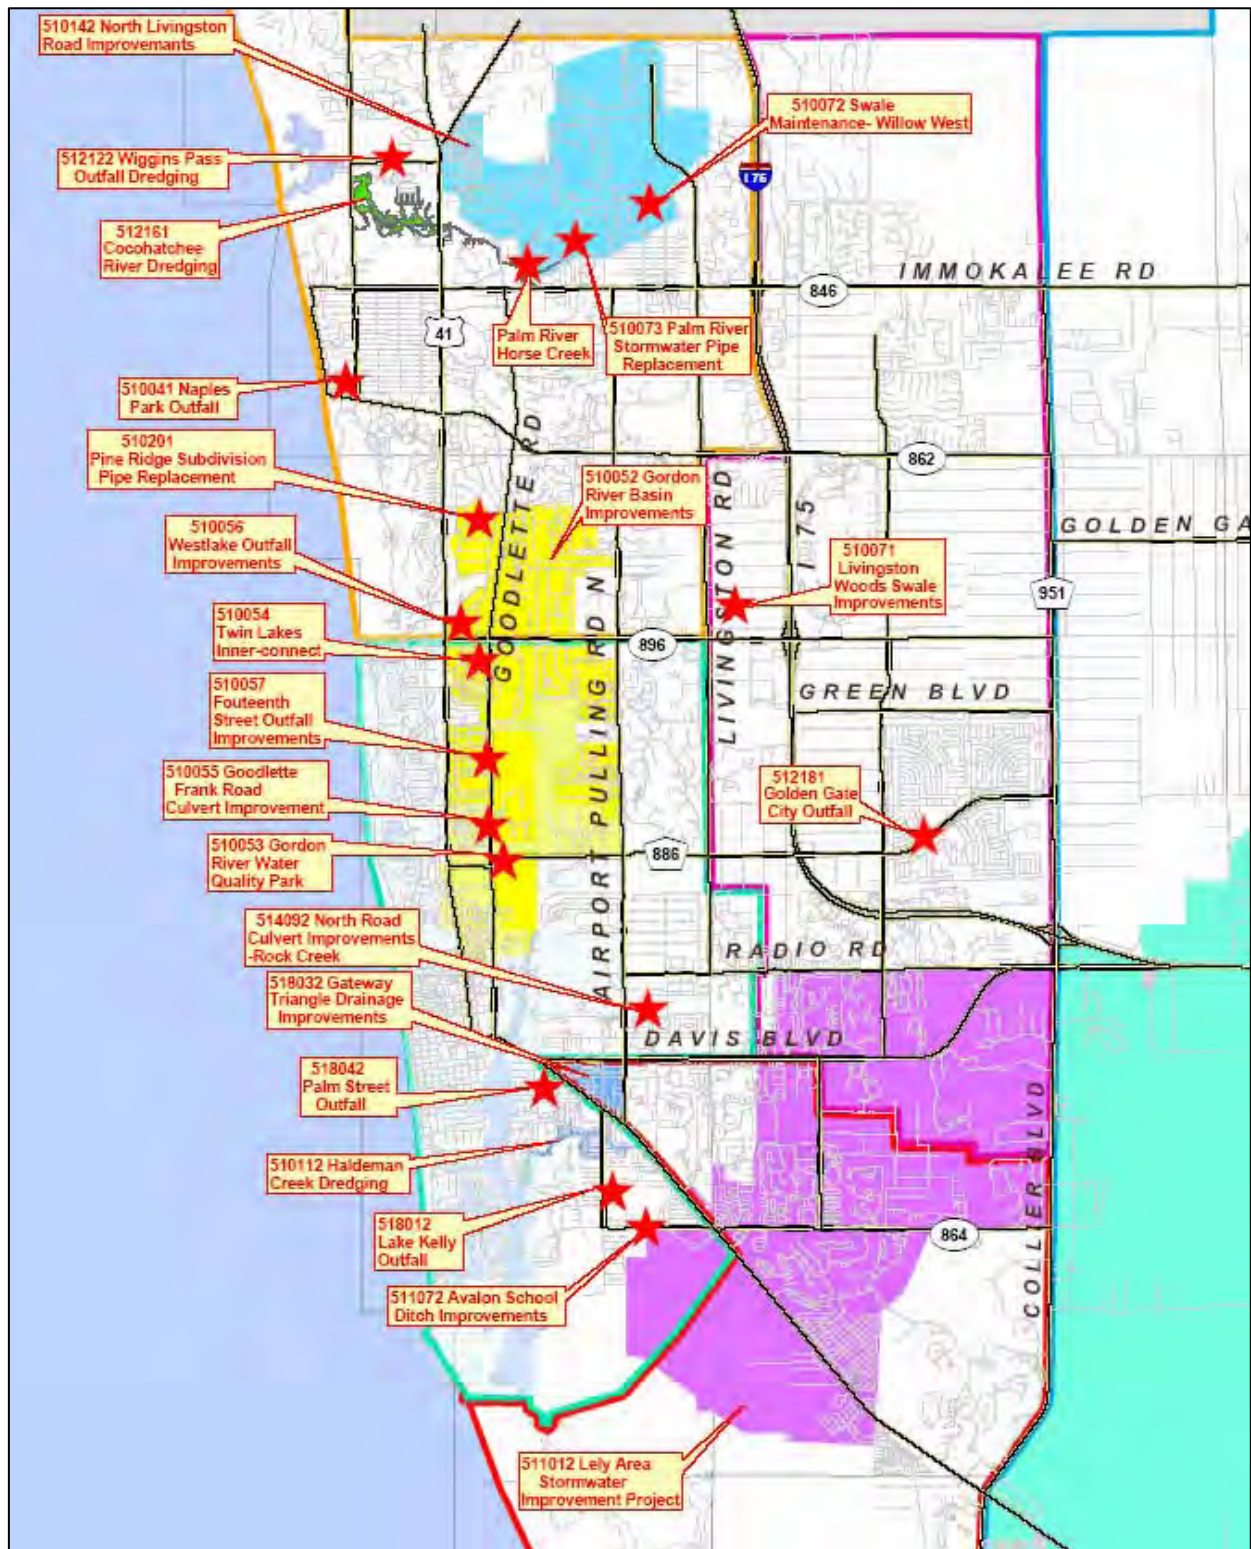 510142 North Livingston
Road Improvemants
510072 Swale
Maintenance- Willow West
512122 Wiggins Pass
Outfall Dredging
I 75
512161
Cocohatchee
River Dredging
IMMOKALEE RD
846
41
Palm River
Horse Creek
510073 Palm River
Stormwater Pipe
Replacement
510041 Naples
Park Outfall
510201
Pine Ridge Subdivision
Pipe Replacement
GOODLETTE RD
862
510052 Gordon
River Basin
Improvements
LIVINGSTON RD
I 75
GOLDEN GA
510056
Westlake Outfall
Improvements
510071
Livingston
Woods Swale
Improvements
951
510054
Twin Lakes
Inner-connect
896
AIRPORT PULLING RD N
510057
Fouteenth
Street Outfall
Improvements
GREEN BLVD
510055 Goodlette
Frank Road
Culvert Improvement
512181
Golden Gate
City Outfall
510053 Gordon
River Water
Quality Park
886
514092 North Road
Culvert Improvements
-Rock Creek
RADIO RD
518032 Gateway
Triangle Drainage
Improvements
DAVIS BLVD
518042
Palm Street
Outfall
COLLIER BLVD
510112 Haldeman
Creek Dredging
518012
Lake Kelly
Outfall
864
511072 Avalon School
Ditch Improvements
511012 Lely Area
Stormwater
Improvement Project